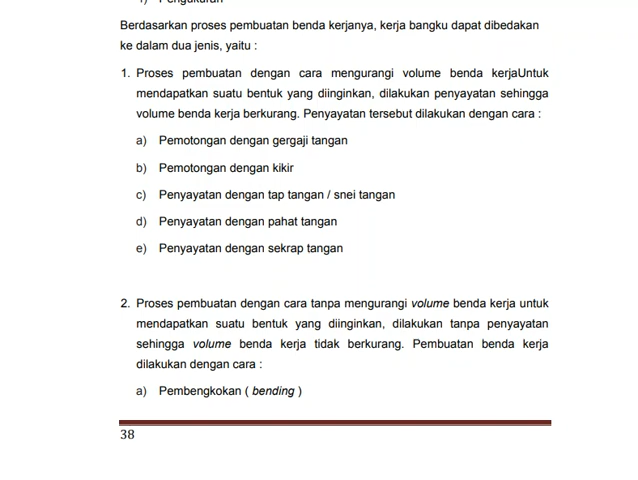 Berdasarkan proses pembuatan benda kerjanya, kerja bangku dapat dibedakan
ke dalam dua jenis, yaitu :
1. Proses pembuatan dengan cara mengurangi volume benda kerjaUntuk
mendapatkan suatu bentuk yang diinginkan, dilakukan penyayatan sehingga
volume benda kerja berkurang. Penyayatan tersebut dilakukan dengan cara :
a) Pemotongan dengan gergaji tangan
b) Pemotongan dengan kikir
c) Penyayatan dengan tap tangan / snei tangan
d) Penyayatan dengan pahat tangan
e) Penyayatan dengan sekrap tangan
2. Proses pembuatan dengan cara tanpa mengurangi volume benda kerja untuk
mendapatkan suatu bentuk yang diinginkan, dilakukan tanpa penyayatan
sehingga volume benda kerja tidak berkurang. Pembuatan benda kerja
dilakukan dengan cara :
a) Pembengkokan ( bending )
38